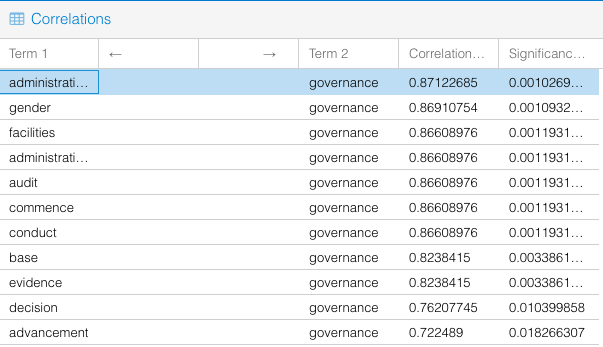 Correlations
Term 1 ← → Term 2 Correlation... Significanc...
administrati... governance 0.87122685 0.0010269...
gender governance 0.86910754 0.0010932...
facilities governance 0.86608976 0.0011931...
administrati... governance 0.86608976 0.0011931...
audit governance 0.86608976 0.0011931...
commence governance 0.86608976 0.0011931...
conduct governance 0.86608976 0.0011931...
base governance 0.8238415 0.0033861...
evidence governance 0.8238415 0.0033861...
decision governance 0.76207745 0.010399858
advancement governance 0.722489 0.018266307